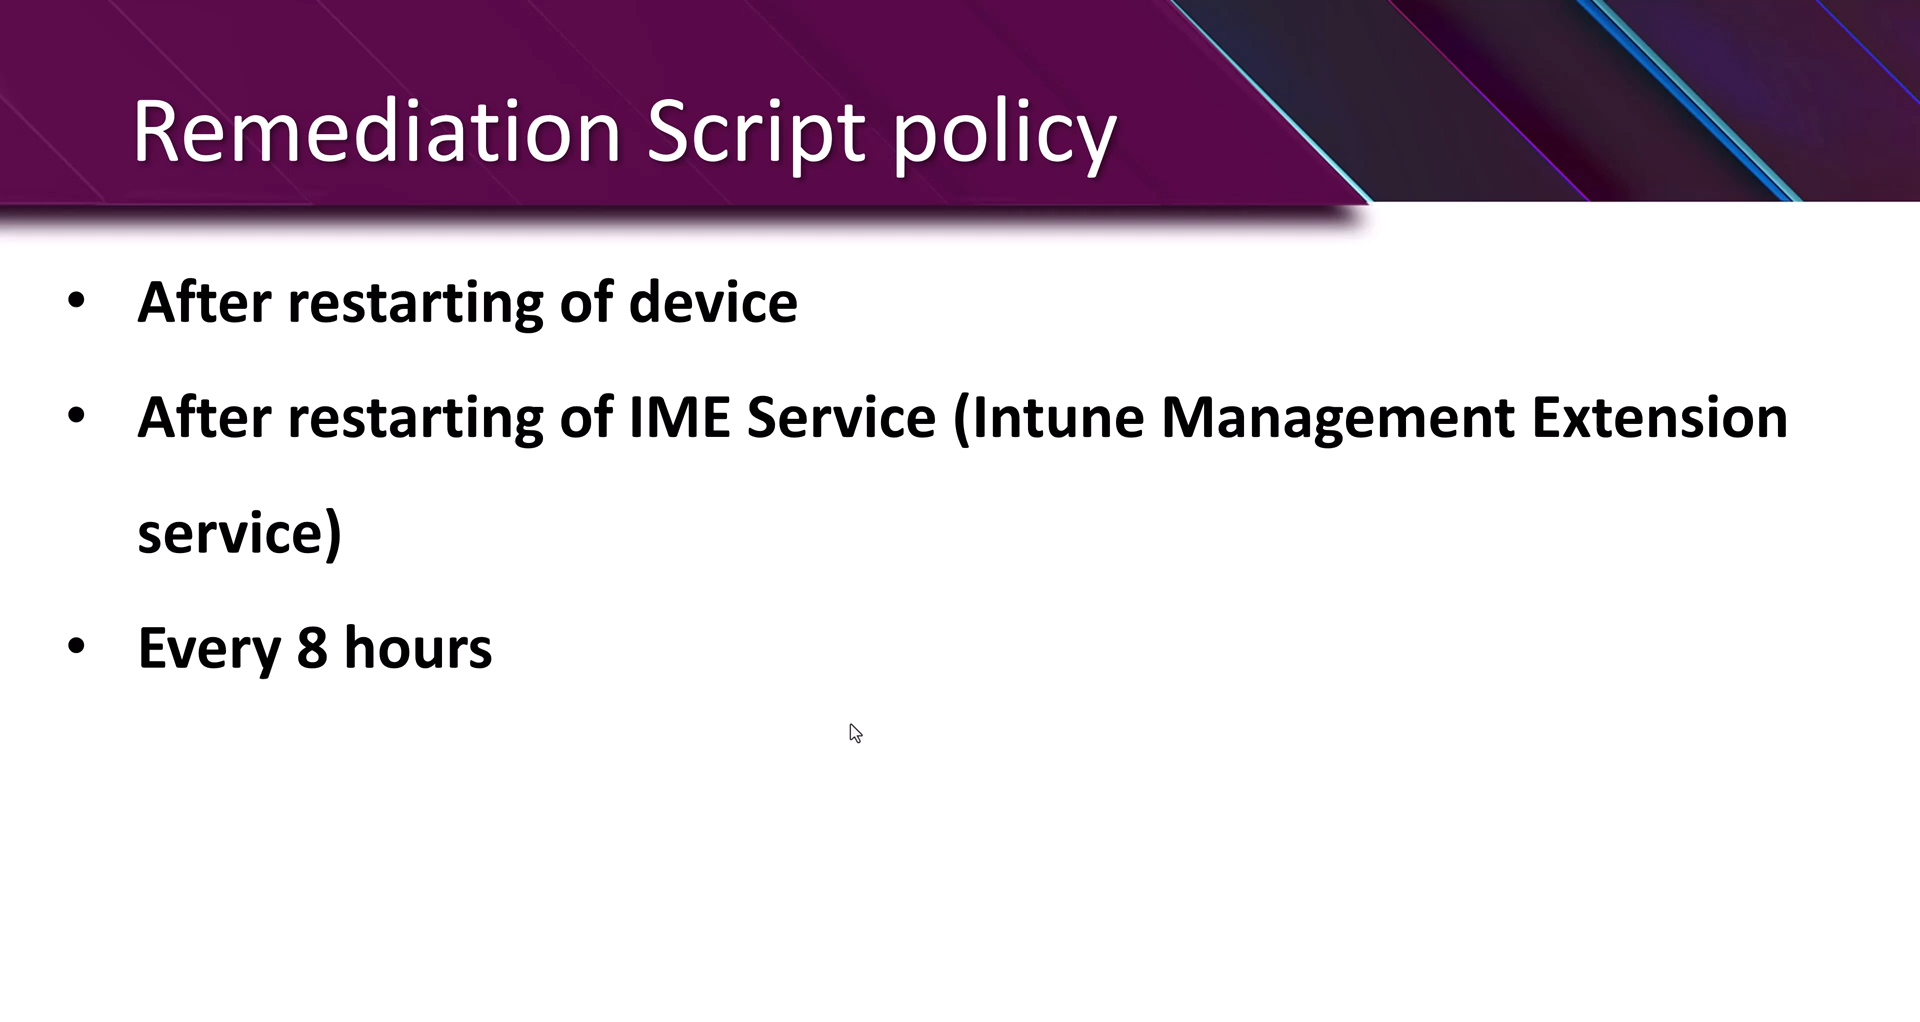 Remediation Script policy
• After restarting of device
• After restarting of IME Service (Intune Management Extension
service)
• Every 8 hours